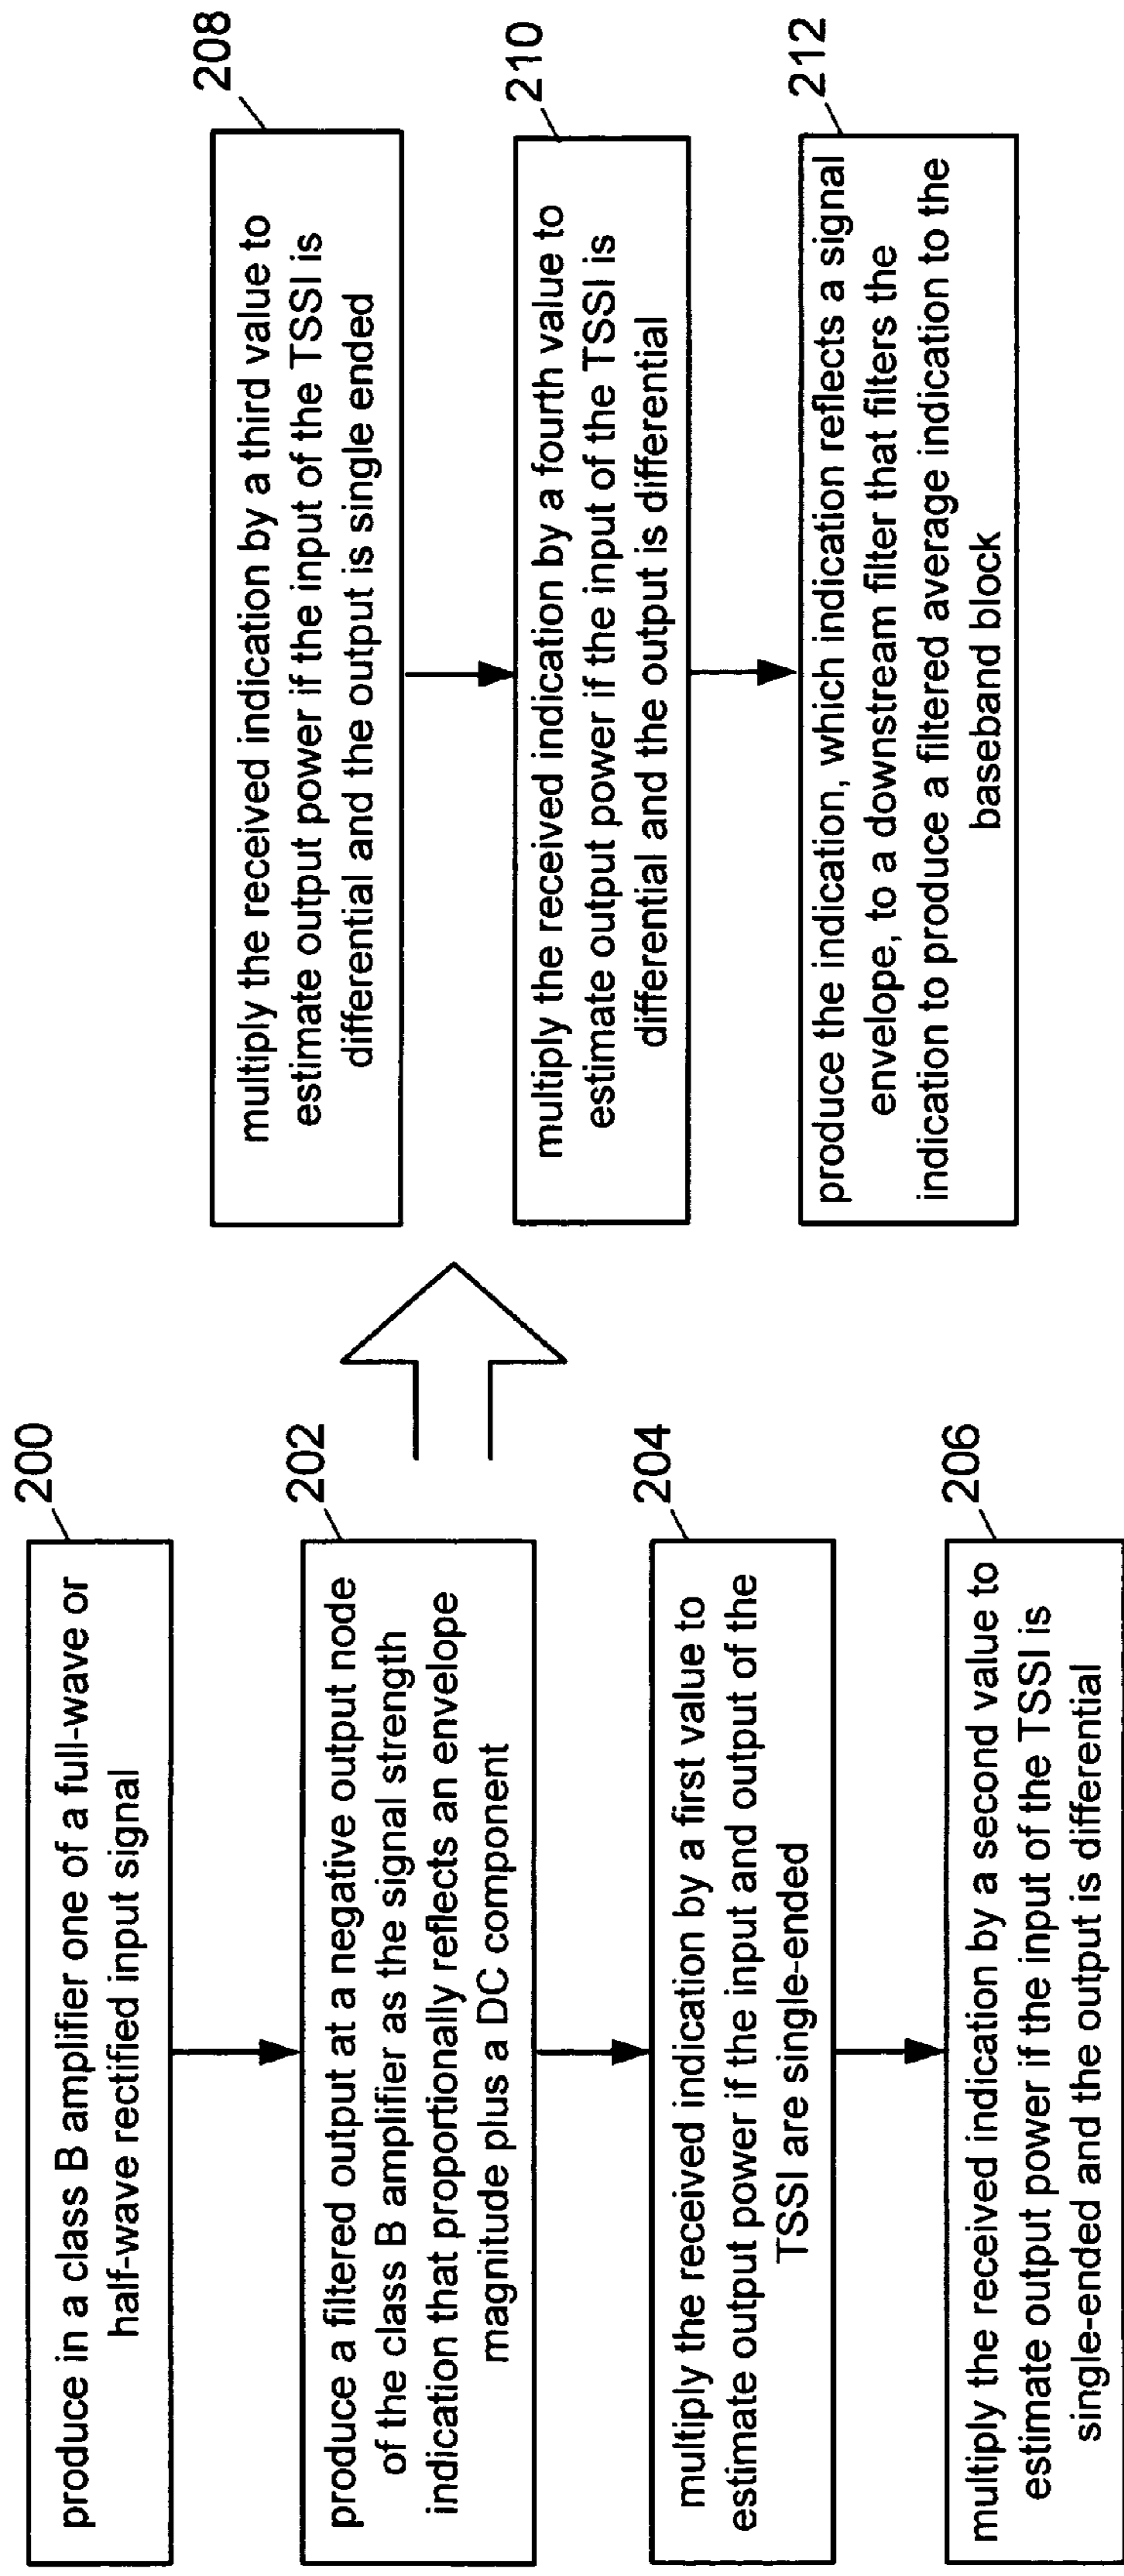 200
produce in a class B amplifier one of a full-wave or
half-wave rectified input signal
202
produce a filtered output at a negative output node
of the class B amplifier as the signal strength
indication that proportionally reflects an envelope
magnitude plus a DC component
204
multiply the received indication by a first value to
estimate output power if the input and output of the
TSSI are single-ended
206
multiply the received indication by a second value to
estimate output power if the input of the TSSI is
single-ended and the output is differential
208
multiply the received indication by a third value to
estimate output power if the input of the TSSI is
differential and the output is single ended
210
multiply the received indication by a fourth value to
estimate output power if the input of the TSSI is
differential and the output is differential
212
produce the indication, which indication reflects a signal
envelope, to a downstream filter that filters the
indication to produce a filtered average indication to the
baseband block